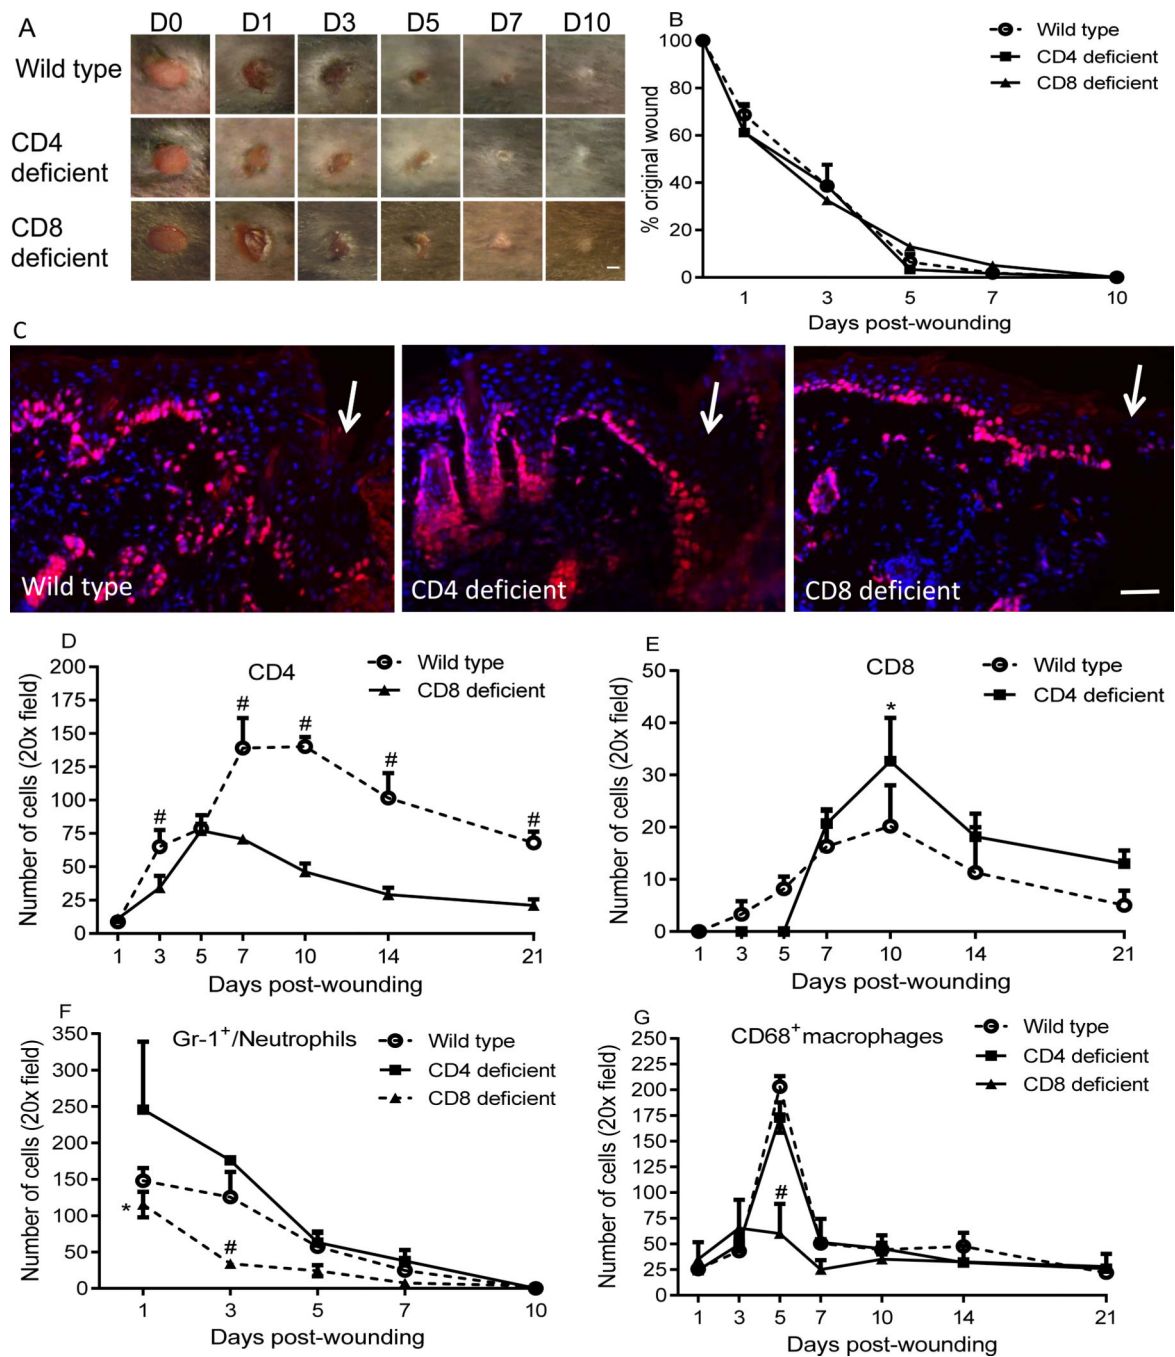 A
D0 D1 D3 D5 D7 D10
Wild type
CD4
deficient
CD8
deficient
B
Wild type
CD4 deficient
CD8 deficient
% original wound
100
80
60
40
20
0
1 3 5 7 10
Days post-wounding
C
Wild type
CD4 deficient
CD8 deficient
D
CD4
Wild type
CD8 deficient
Number of cells (20x field)
200
175
150
125
100
75
50
25
0
# # # # #
1 3 5 7 10 14 21
Days post-wounding
E
CD8
Wild type
CD4 deficient
Number of cells (20x field)
50
40
30
20
10
0
*
1 3 5 7 10 14 21
Days post-wounding
F
Gr-1⁺/Neutrophils
Wild type
CD4 deficient
CD8 deficient
Number of cells (20x field)
350
300
250
200
150
100
50
0
* #
1 3 5 7 10
Days post-wounding
G
CD68⁺macrophages
Wild type
CD4 deficient
CD8 deficient
Number of cells (20x field)
250
225
200
175
150
125
100
75
50
25
0
#
1 3 5 7 10 14 21
Days post-wounding